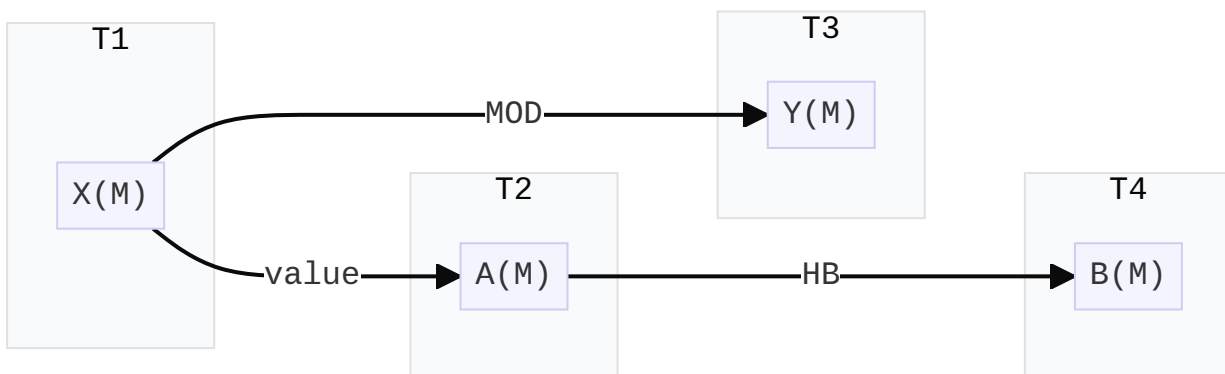 T1
T3
MOD
Y(M)
X(M)
T2
T4
value
A(M)
HB
B(M)